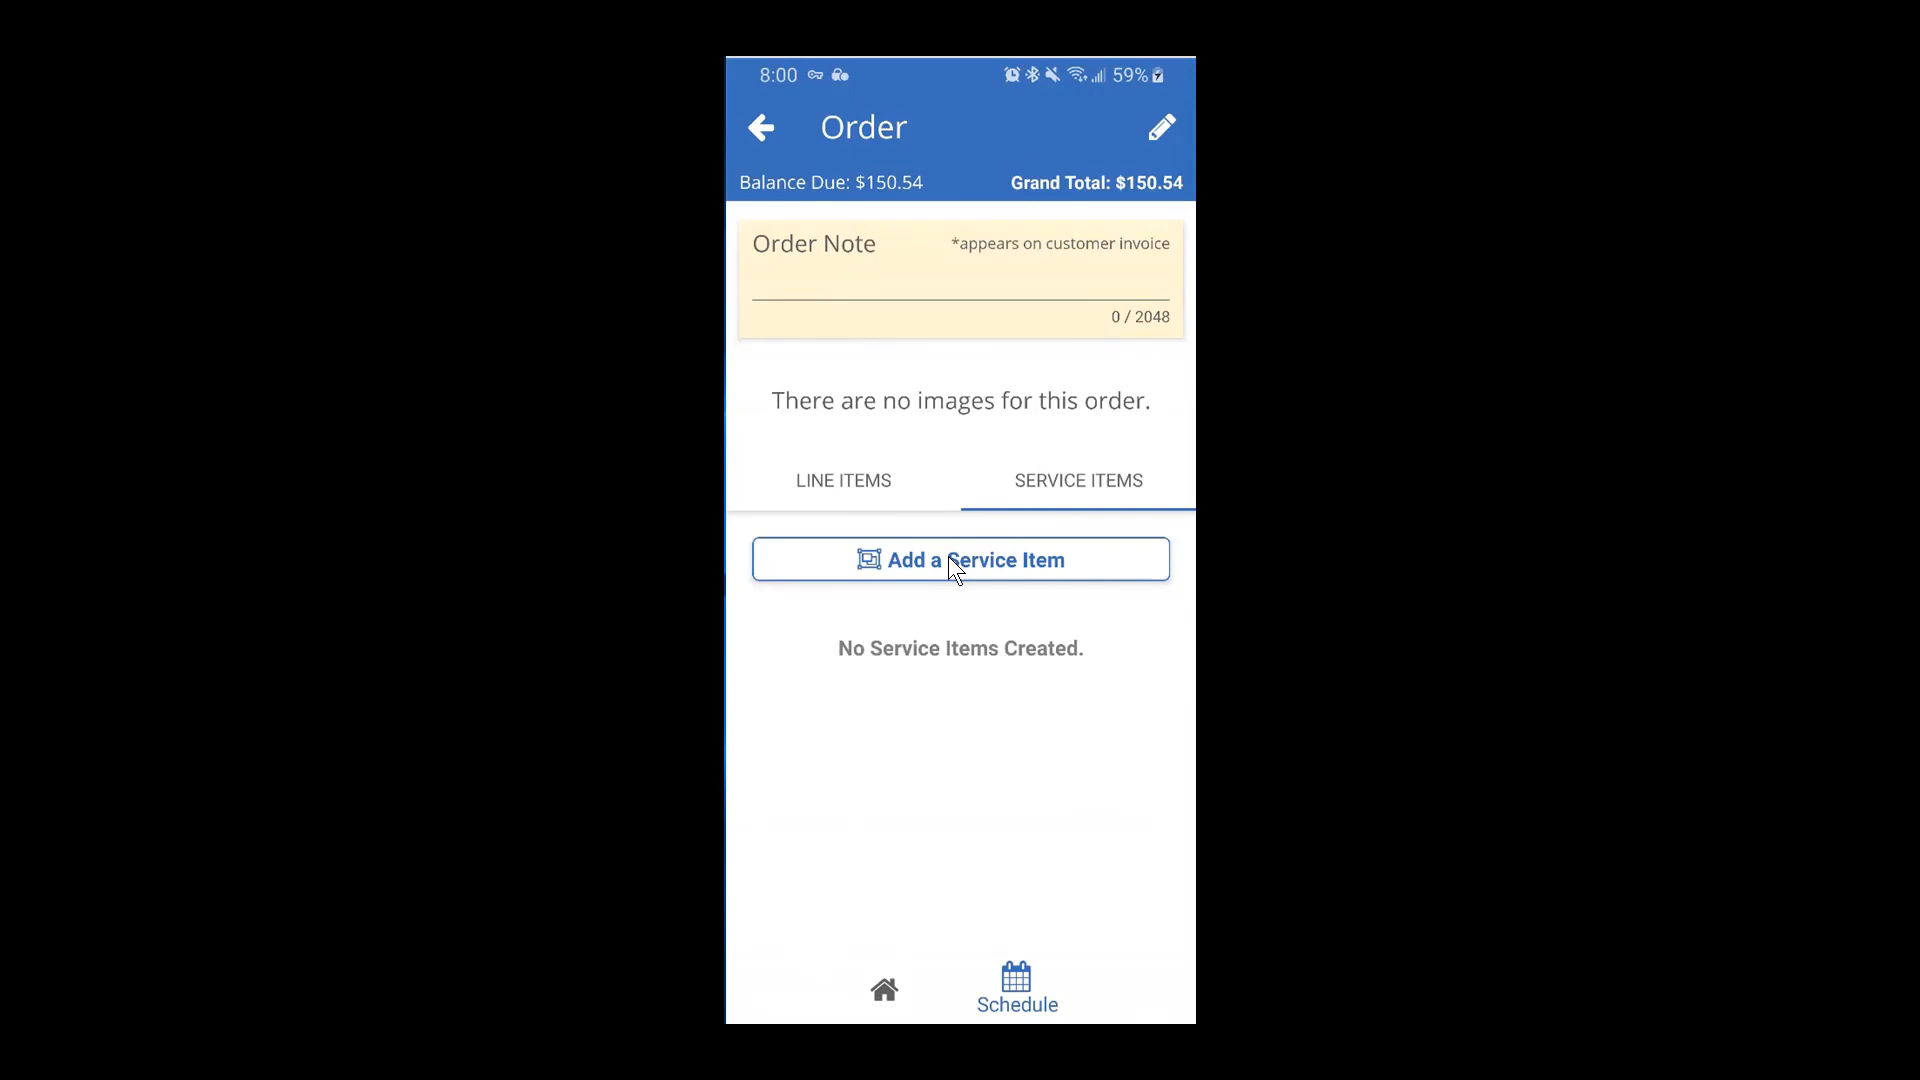 8:00
59%
Order
Balance Due: $150.54
Grand Total: $150.54
Order Note
*appears on customer invoice
0 / 2048
There are no images for this order.
LINE ITEMS
SERVICE ITEMS
Add a Service Item
No Service Items Created.
Schedule